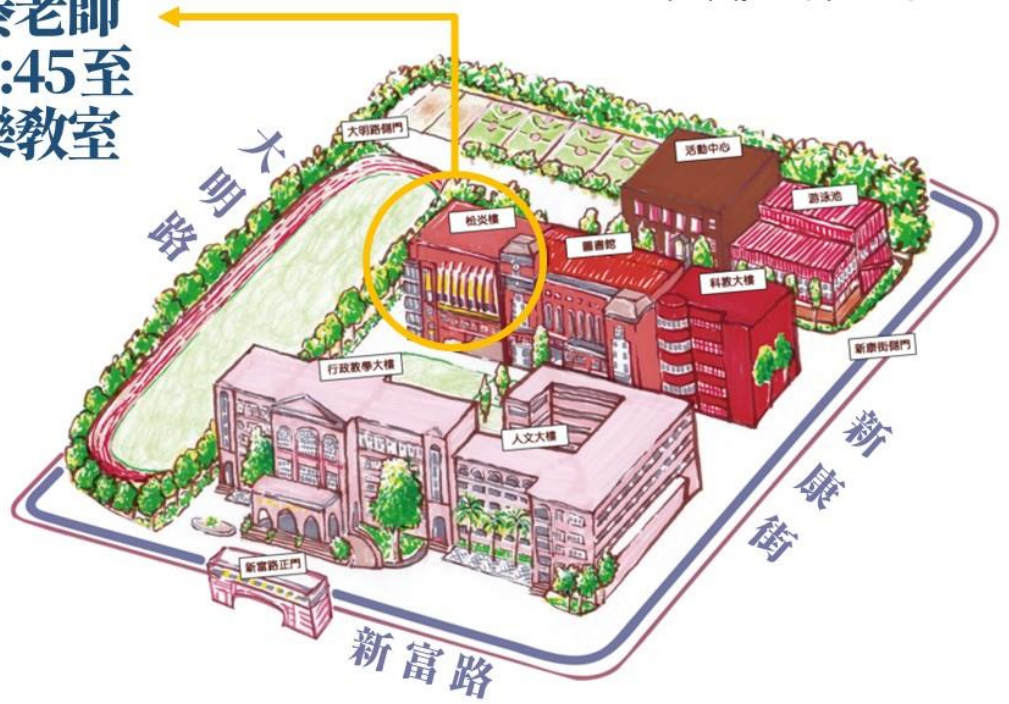 老師
:45至
教室
大明路側門
活動中心
游泳池
大明路
松炎樓
圖書館
科教大樓
新康街側門
行政教學大樓
人文大樓
新康街
新富路正門
新富路